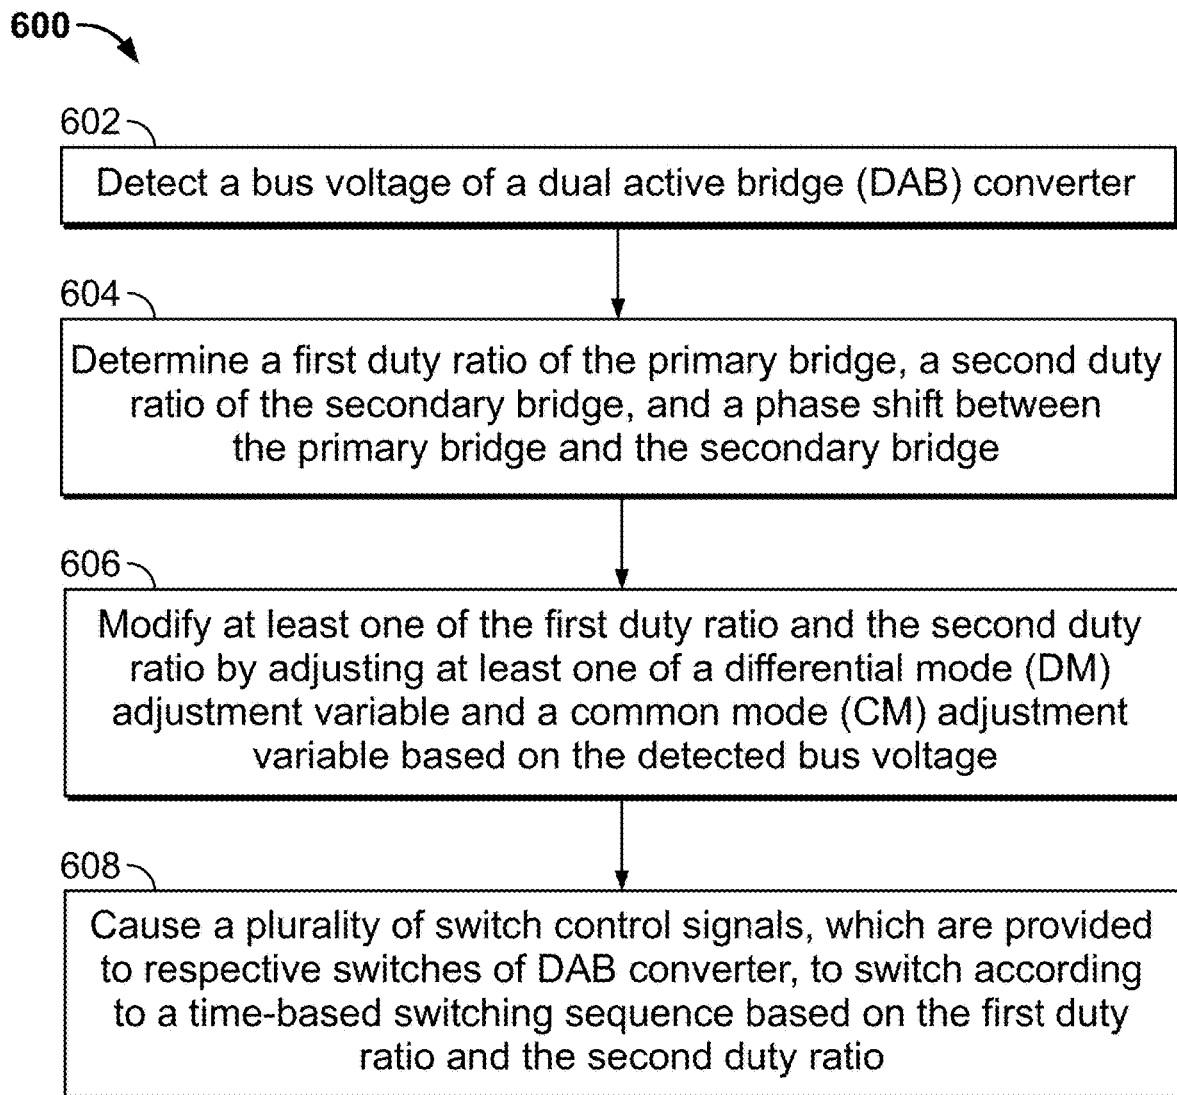 600
602
Detect a bus voltage of a dual active bridge (DAB) converter
604
Determine a first duty ratio of the primary bridge, a second duty
ratio of the secondary bridge, and a phase shift between
the primary bridge and the secondary bridge
606
Modify at least one of the first duty ratio and the second duty
ratio by adjusting at least one of a differential mode (DM)
adjustment variable and a common mode (CM) adjustment
variable based on the detected bus voltage
608
Cause a plurality of switch control signals, which are provided
to respective switches of DAB converter, to switch according
to a time-based switching sequence based on the first duty
ratio and the second duty ratio